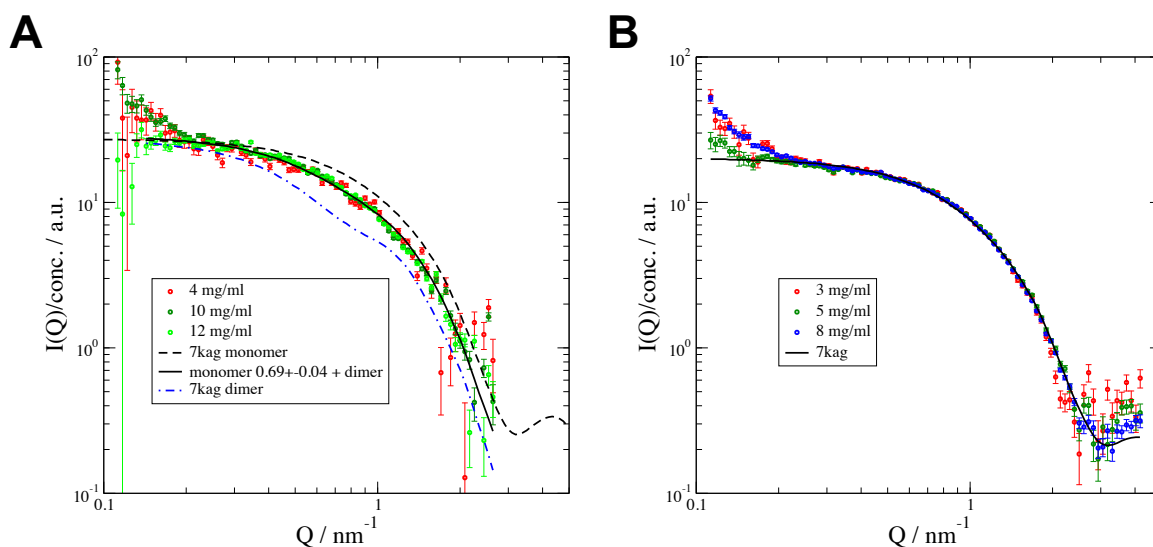 A
B
10^2
10^1
10^0
10^-1
I(Q)/conc. / a.u.
4 mg/ml
10 mg/ml
12 mg/ml
7kag monomer
monomer 0.69+-0.04 + dimer
7kag dimer
0.1
1
Q / nm^-1
10^2
10^1
10^0
10^-1
I(Q)/conc. / a.u.
3 mg/ml
5 mg/ml
8 mg/ml
7kag
0.1
1
Q / nm^-1